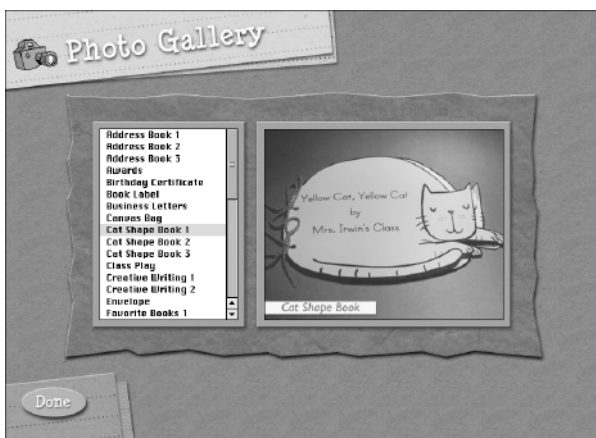 Photo Gallery
Address Book 1
Address Book 2
Address Book 3
Awards
Birthday Certificate
Book Label
Business Letters
Canvas Bag
Cat Shape Book 1
Cat Shape Book 2
Cat Shape Book 3
Class Play
Creative Writing 1
Creative Writing 2
Envelope
Favorite Books 1
Yellow Cat, Yellow Cat
by
Mrs. Irwin's Class
Cat Shape Book
Done